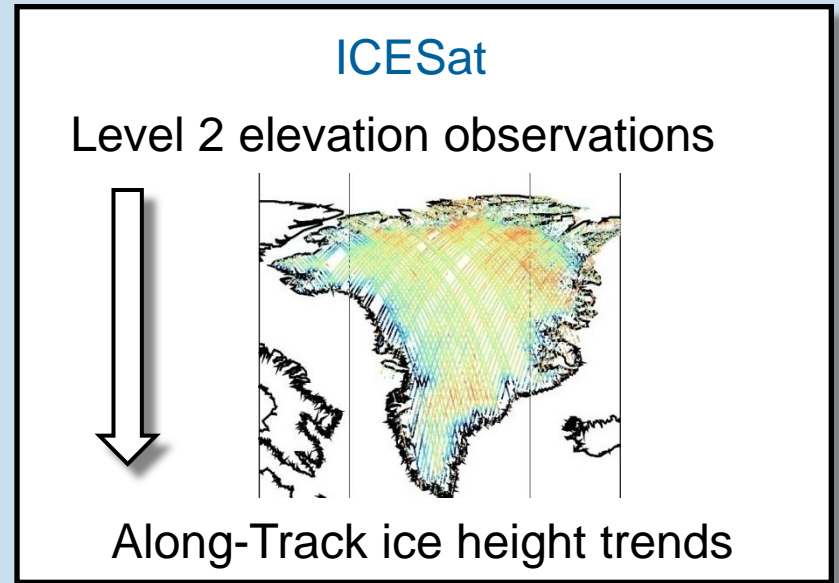 ICESat
Level 2 elevation observations
Along-Track ice height trends